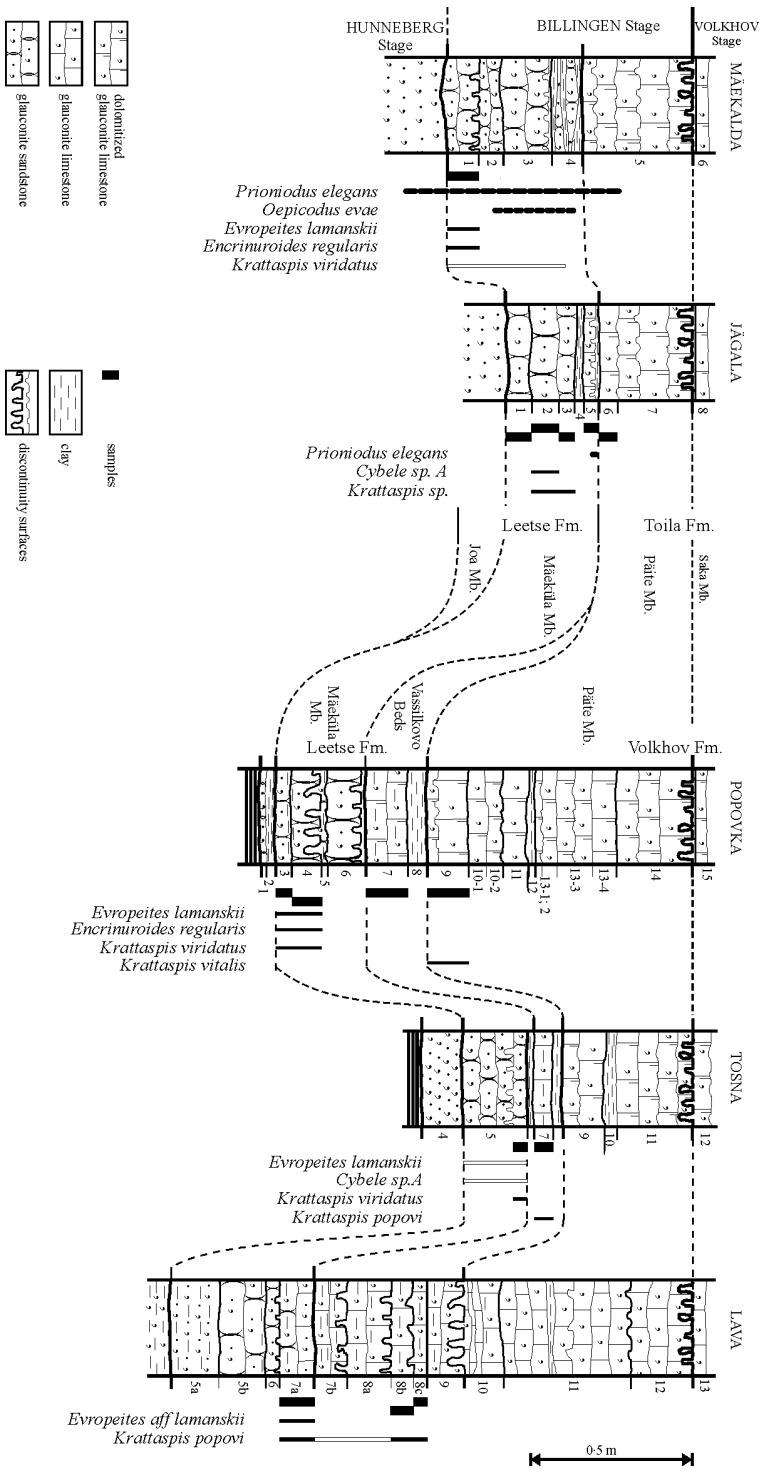 HUNNEBERG
Stage
BILLINGEN Stage
VOLKHOV
Stage
MÄEKALDA
1
2
3
4
5
6
Prioniodus elegans
Oepicodus evae
Evropeites lamanskii
Encrinuroides regularis
Krattaspis viridatus
JÄGALA
1
2
3
4
5
6
7
8
Prioniodus elegans
Cybele sp. A
Krattaspis sp.
Leetse Fm.
Toila Fm.
Joa Mb.
Mäeküla Mb.
Päite Mb.
Saka Mb.
Mäeküla
Mb.
Vassilkovo
Beds
Päite Mb.
Leetse Fm.
Volkhov Fm.
POPOVKA
1
2
3
4
5
6
7
8
9
10-1
10-2
11
12
13-1; 2
13-3
13-4
14
15
Evropeites lamanskii
Encrinuroides regularis
Krattaspis viridatus
Krattaspis vitalis
TOSNA
4
5
7
9
10
11
12
Evropeites lamanskii
Cybele sp.A
Krattaspis viridatus
Krattaspis popovi
LAVA
5a
5b
6
7a
7b
8a
8b
8c
9
10
11
12
13
Evropeites aff lamanskii
Krattaspis popovi
0·5 m
dolomitized
glauconite limestone
glauconite limestone
glauconite sandstone
samples
clay
discontinuity surfaces